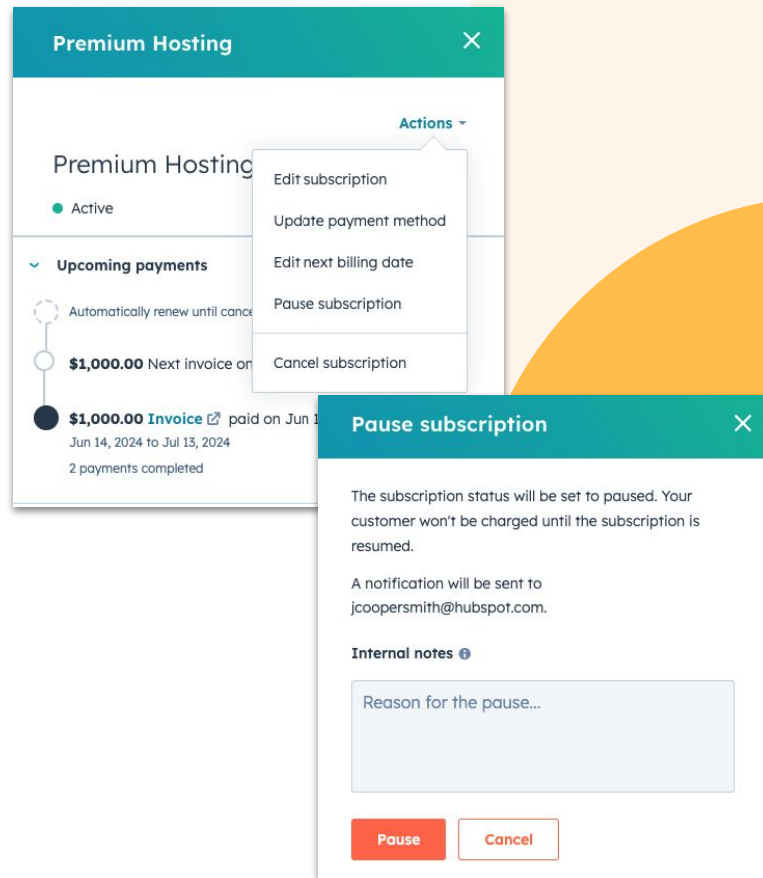 Premium Hosting
Actions
Premium Hosting
Active
Edit subscription
Update payment method
Edit next billing date
Pause subscription
Cancel subscription
Upcoming payments
Automatically renew until
$1,000.00 Next invoice on
$1,000.00 Invoice paid on Jun
Jun 14, 2024 to Jul 13, 2024
2 payments completed
Pause subscription
The subscription status will be set to paused. Your
customer won't be charged until the subscription is
resumed.
A notification will be sent to
jcoopersmith@hubspot.com.
Internal notes
Reason for the pause...
Pause
Cancel